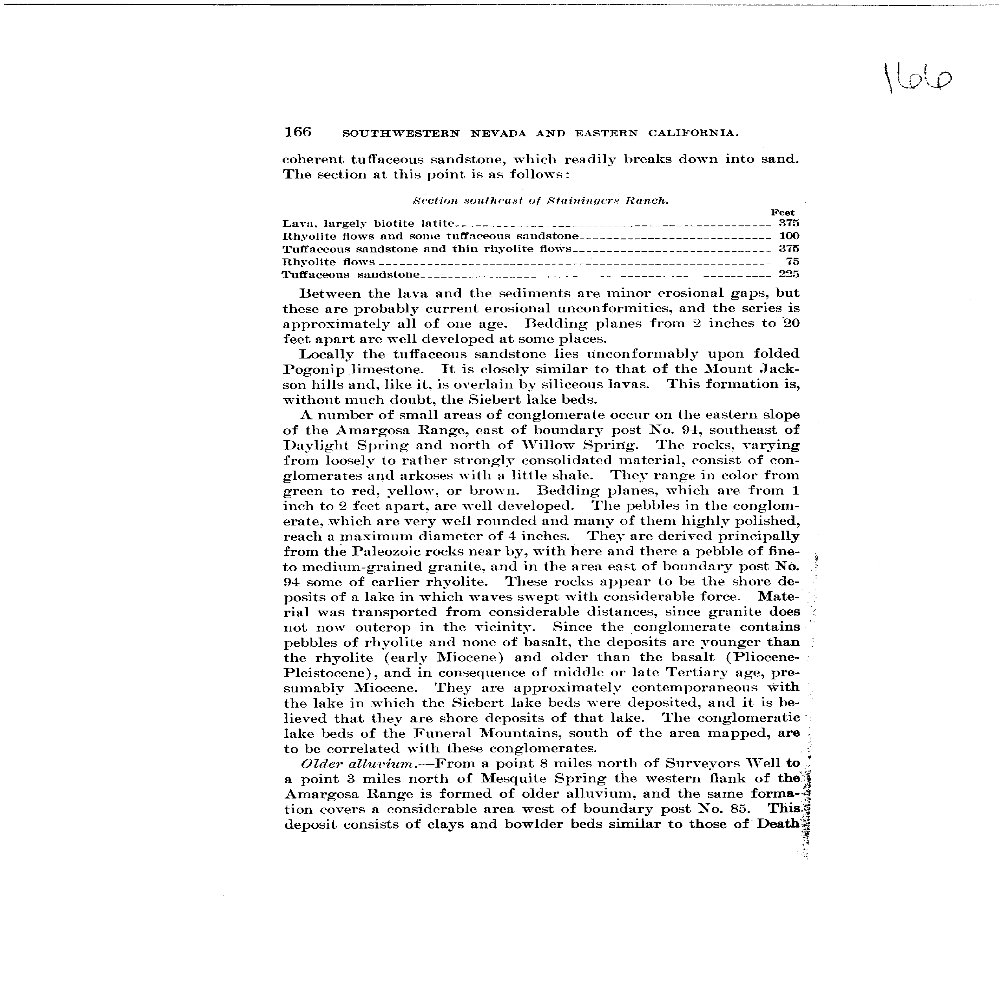 166
166 SOUTHWESTERN NEVADA AND EASTERN CALIFORNIA.
coherent tuffaceous sandstone, which readily breaks down into sand.
The section at this point is as follows:
Section southeast of Stainingers Ranch.
Feet
Lava, largely biotite latite 375
Rhyolite flows and some tuffaceous sandstone 100
Tuffaceous sandstone and thin rhyolite flows 375
Rhyolite flows 75
Tuffaceous sandstone 225
Between the lava and the sediments are minor erosional gaps, but
these are probably current erosional unconformities, and the series is
approximately all of one age. Bedding planes from 2 inches to 20
feet apart are well developed at some places.
Locally the tuffaceous sandstone lies unconformably upon folded
Pogonip limestone. It is closely similar to that of the Mount Jack-
son hills and, like it, is overlain by siliceous lavas. This formation is,
without much doubt, the Siebert lake beds.
A number of small areas of conglomerate occur on the eastern slope
of the Amargosa Range, east of boundary post No. 94, southeast of
Daylight Spring and north of Willow Spring. The rocks, varying
from loosely to rather strongly consolidated material, consist of con-
glomerates and arkoses with a little shale. They range in color from
green to red, yellow, or brown. Bedding planes, which are from 1
inch to 2 feet apart, are well developed. The pebbles in the conglom-
erate, which are very well rounded and many of them highly polished,
reach a maximum diameter of 4 inches. They are derived principally
from the Paleozoic rocks near by, with here and there a pebble of fine-
to medium-grained granite, and in the area east of boundary post No.
94 some of earlier rhyolite. These rocks appear to be the shore de-
posits of a lake in which waves swept with considerable force. Mate-
rial was transported from considerable distances, since granite does
not now outcrop in the vicinity. Since the conglomerate contains
pebbles of rhyolite and none of basalt, the deposits are younger than
the rhyolite (early Miocene) and older than the basalt (Pliocene-
Pleistocene), and in consequence of middle or late Tertiary age, pre-
sumably Miocene. They are approximately contemporaneous with
the lake in which the Siebert lake beds were deposited, and it is be-
lieved that they are shore deposits of that lake. The conglomeratic
lake beds of the Funeral Mountains, south of the area mapped, are
to be correlated with these conglomerates.
Older alluvium.—From a point 8 miles north of Surveyors Well to
a point 3 miles north of Mesquite Spring the western flank of the
Amargosa Range is formed of older alluvium, and the same forma-
tion covers a considerable area west of boundary post No. 85. This
deposit consists of clays and bowlder beds similar to those of Death